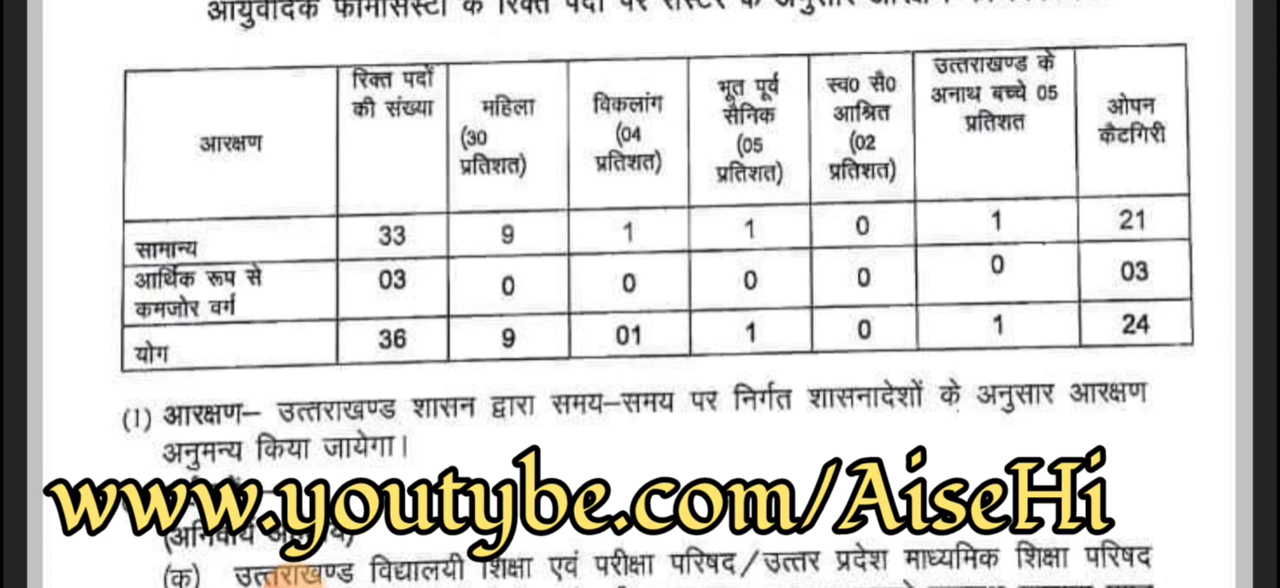 आयुर्वेदिक फार्मासिस्टों के रिक्त पदों पर रोस्टर के अनुसार
आरक्षण | रिक्त पदों की संख्या | महिला (30 प्रतिशत) | विकलांग (04 प्रतिशत) | भूत पूर्व सैनिक (05 प्रतिशत) | स्व0 सै0 आश्रित (02 प्रतिशत) | उत्तराखण्ड के अनाथ बच्चे 05 प्रतिशत | ओपन कैटगिरी
सामान्य | 33 | 9 | 1 | 1 | 0 | 1 | 21
आर्थिक रूप से कमजोर वर्ग | 03 | 0 | 0 | 0 | 0 | 0 | 03
योग | 36 | 9 | 01 | 1 | 0 | 1 | 24
(1) आरक्षण– उत्तराखण्ड शासन द्वारा समय–समय पर निर्गत शासनादेशों के अनुसार आरक्षण
अनुमन्य किया जायेगा।
www.youtybe.com/AiseHi
(अनिवार्य
(क) उत्तराखण्ड विद्यालयी शिक्षा एवं परीक्षा परिषद/उत्तर प्रदेश माध्यमिक शिक्षा परिषद